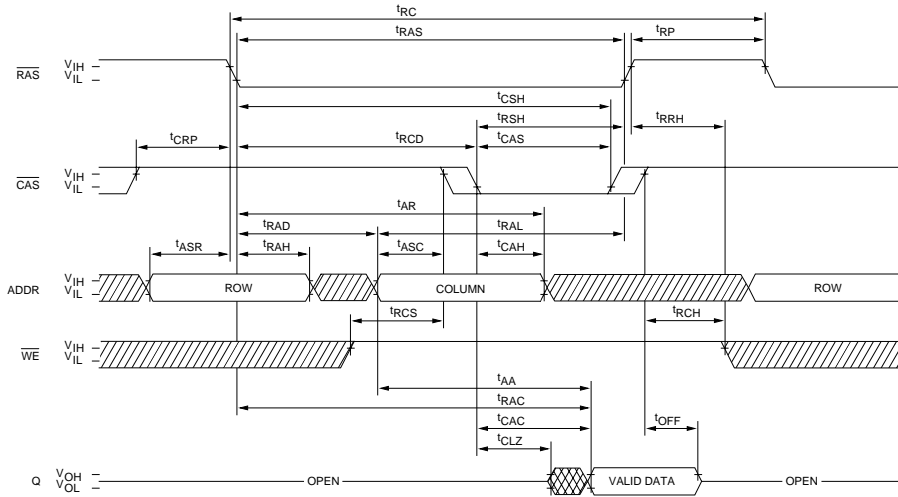 tRC
tRAS
tRP
RAS
VIH
VIL
tCSH
tRSH
tRRH
tCRP
tRCD
tCAS
CAS
VIH
VIL
tAR
tRAD
tRAL
tASR
tRAH
tASC
tCAH
ADDR
VIH
VIL
ROW
COLUMN
ROW
tRCS
tRCH
WE
VIH
VIL
tAA
tRAC
tCAC
tOFF
tCLZ
Q
VOH
VOL
OPEN
VALID DATA
OPEN